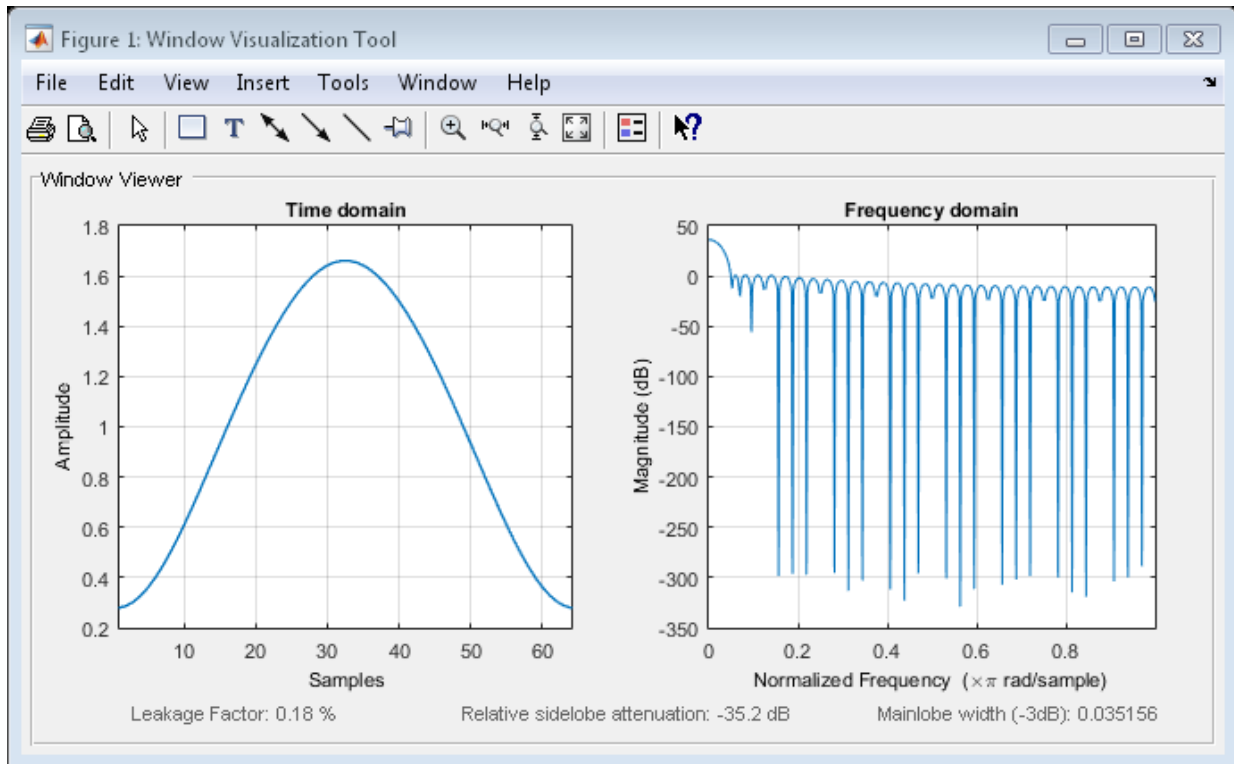 Figure 1: Window Visualization Tool
File Edit View Insert Tools Window Help
T
?
Window Viewer
Time domain
1.8
1.6
1.4
1.2
1
0.8
0.6
0.4
0.2
Amplitude
10 20 30 40 50 60
Samples
Frequency domain
50
0
-50
-100
-150
-200
-250
-300
-350
Magnitude (dB)
0 0.2 0.4 0.6 0.8
Normalized Frequency (×π rad/sample)
Leakage Factor: 0.18 % Relative sidelobe attenuation: -35.2 dB Mainlobe width (-3dB): 0.035156